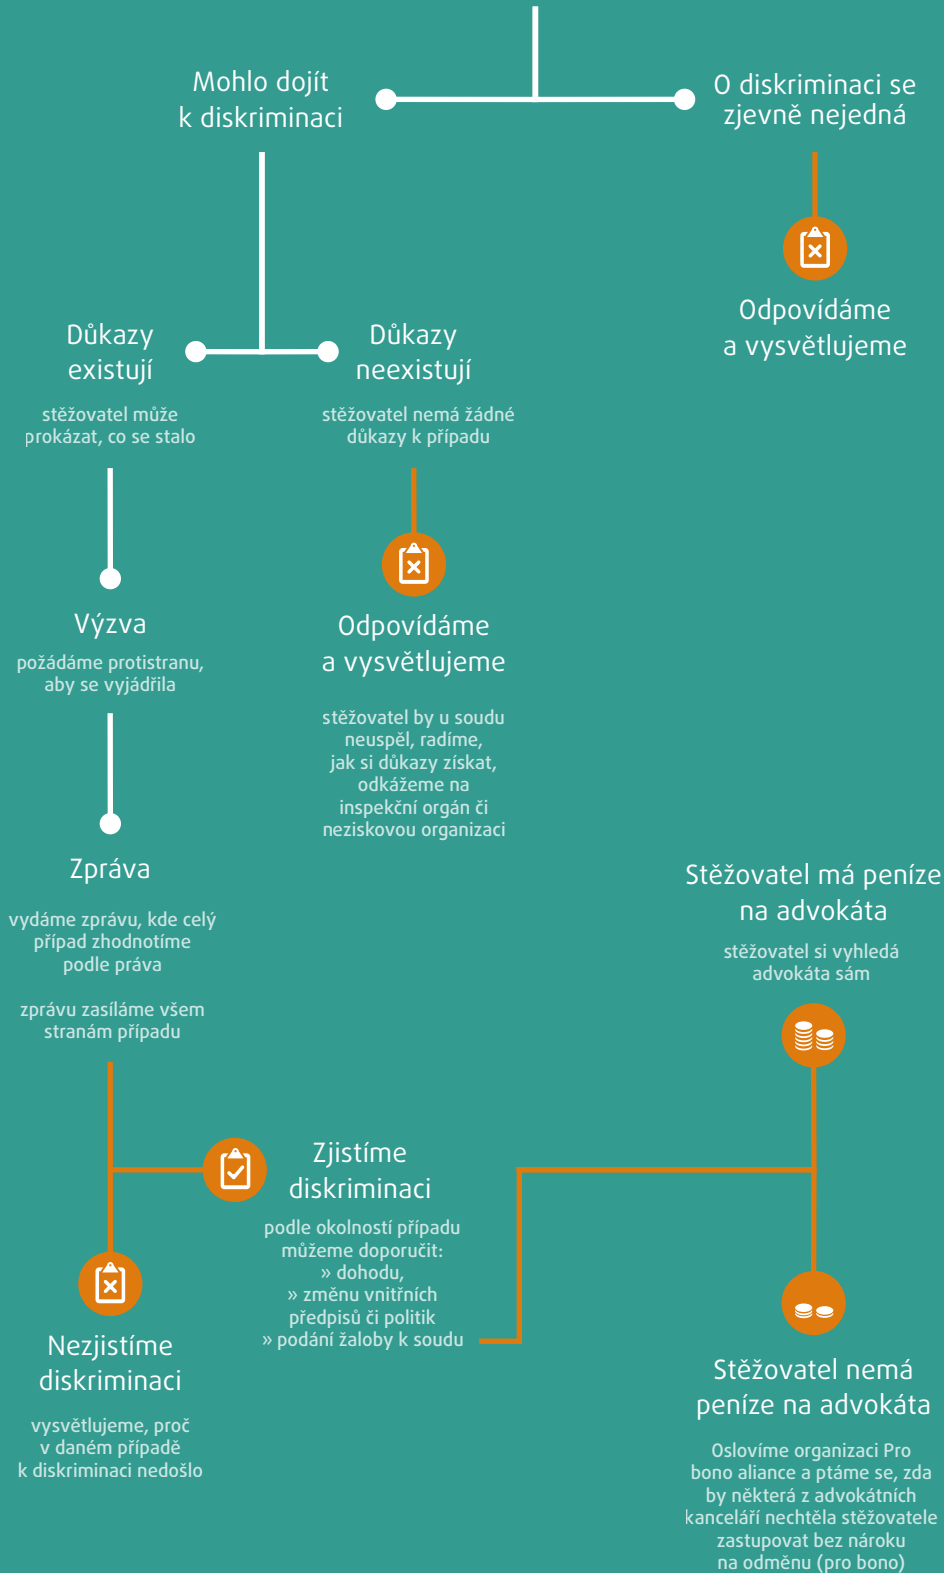 Mohlo dojít
k diskriminaci
O diskriminaci se
zjevně nejedná
Odpovídáme
a vysvětlujeme
Důkazy
existují
stěžovatel může
prokázat, co se stalo
Důkazy
neexistují
stěžovatel nemá žádné
důkazy k případu
Výzva
požádáme protistranu,
aby se vyjádřila
Odpovídáme
a vysvětlujeme
stěžovatel by u soudu
neuspěl, radíme,
jak si důkazy získat,
odkážeme na
inspekční orgán či
neziskovou organizaci
Zpráva
vydáme zprávu, kde celý
případ zhodnotíme
podle práva
zprávu zasíláme všem
stranám případu
Stěžovatel má peníze
na advokáta
stěžovatel si vyhledá
advokáta sám
Zjistíme
diskriminaci
podle okolností případu
můžeme doporučit:
» dohodu,
» změnu vnitřních
předpisů či politik
» podání žaloby k soudu
Nezjistíme
diskriminaci
vysvětlujeme, proč
v daném případě
k diskriminaci nedošlo
Stěžovatel nemá
peníze na advokáta
Oslovíme organizaci Pro
bono aliance a ptáme se, zda
by některá z advokátních
kanceláří nechtěla stěžovatele
zastupovat bez nároku
na odměnu (pro bono)